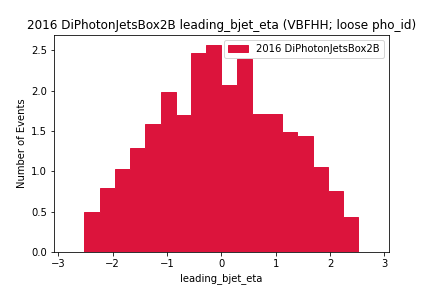 2016 DiPhotonJetsBox2B leading_bjet_eta (VBFHH; loose pho_id)
2016 DiPhotonJetsBox2B
2.5
2.0
1.5
1.0
0.5
0.0
Number of Events
−3 −2 −1 0 1 2 3
leading_bjet_eta